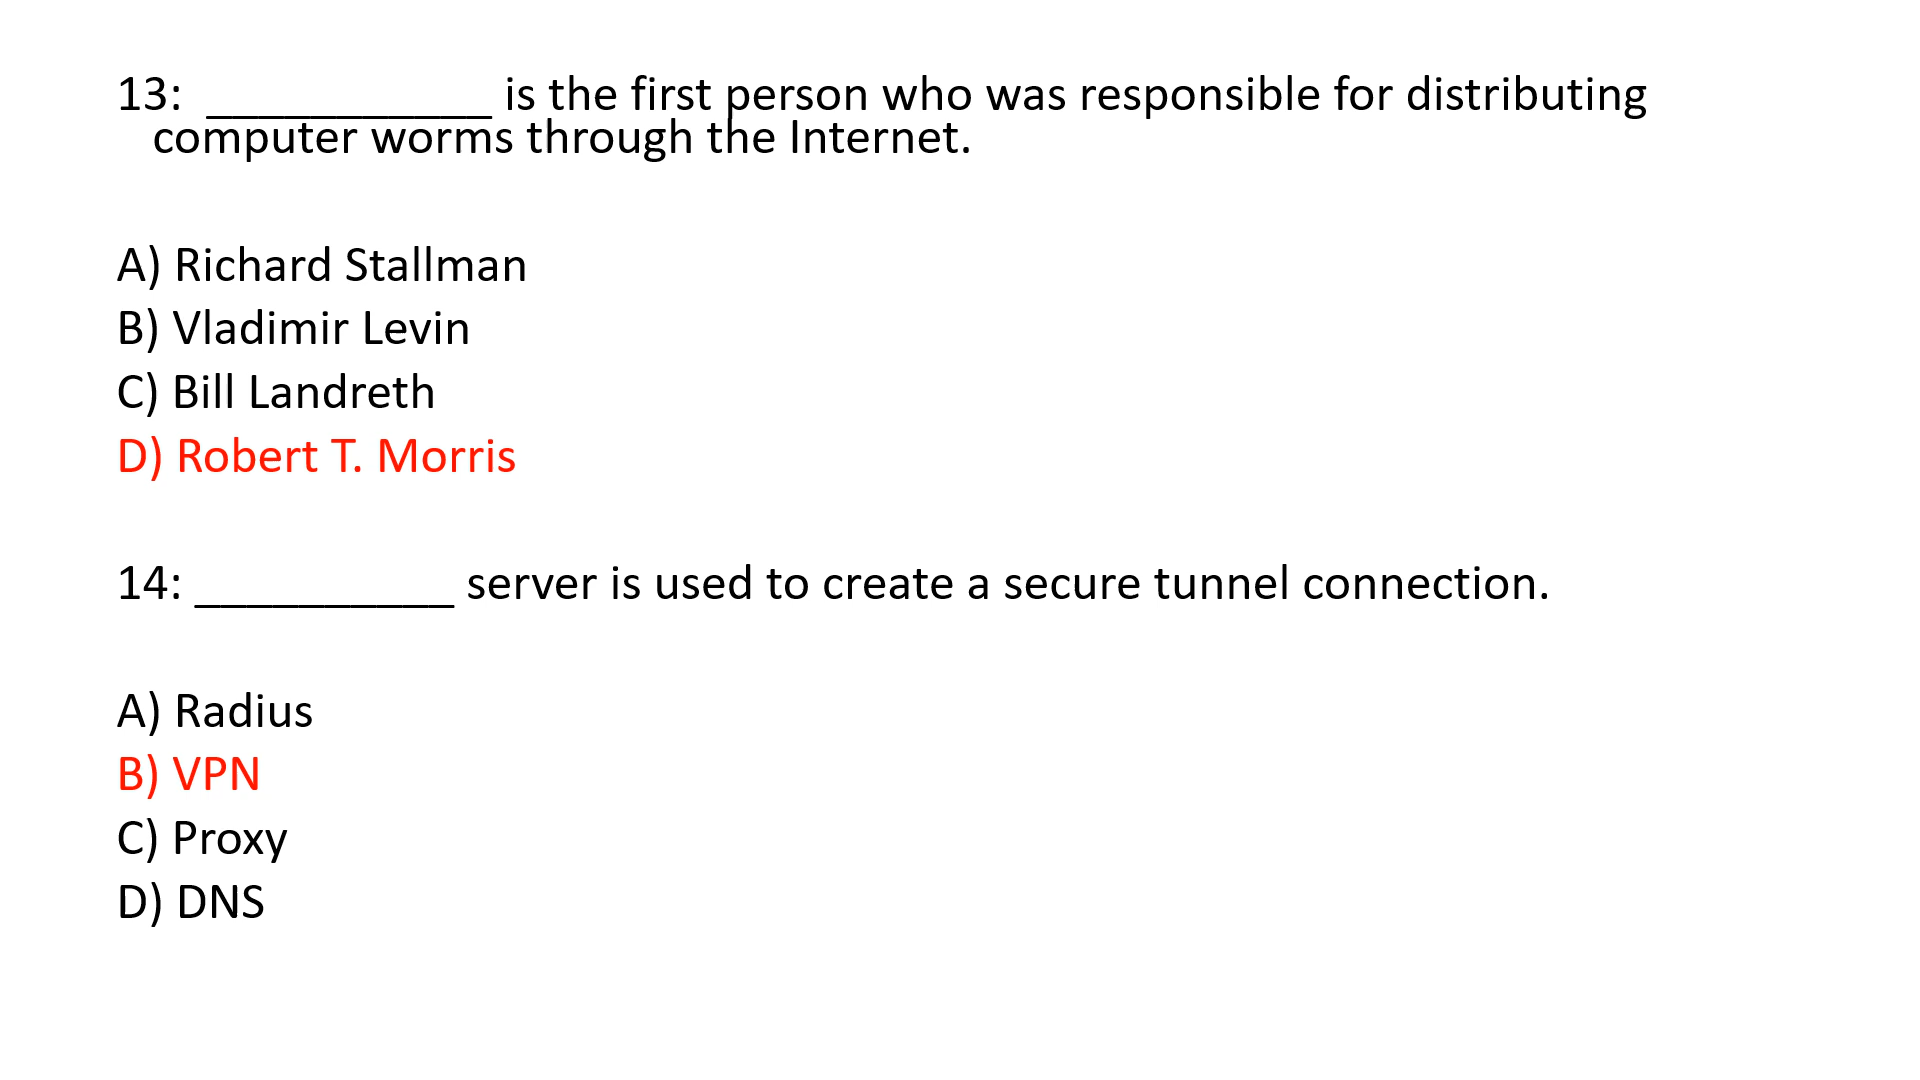 13:  ___________ is the first person who was responsible for distributing
computer worms through the Internet.
A) Richard Stallman
B) Vladimir Levin
C) Bill Landreth
D) Robert T. Morris
14: __________ server is used to create a secure tunnel connection.
A) Radius
B) VPN
C) Proxy
D) DNS